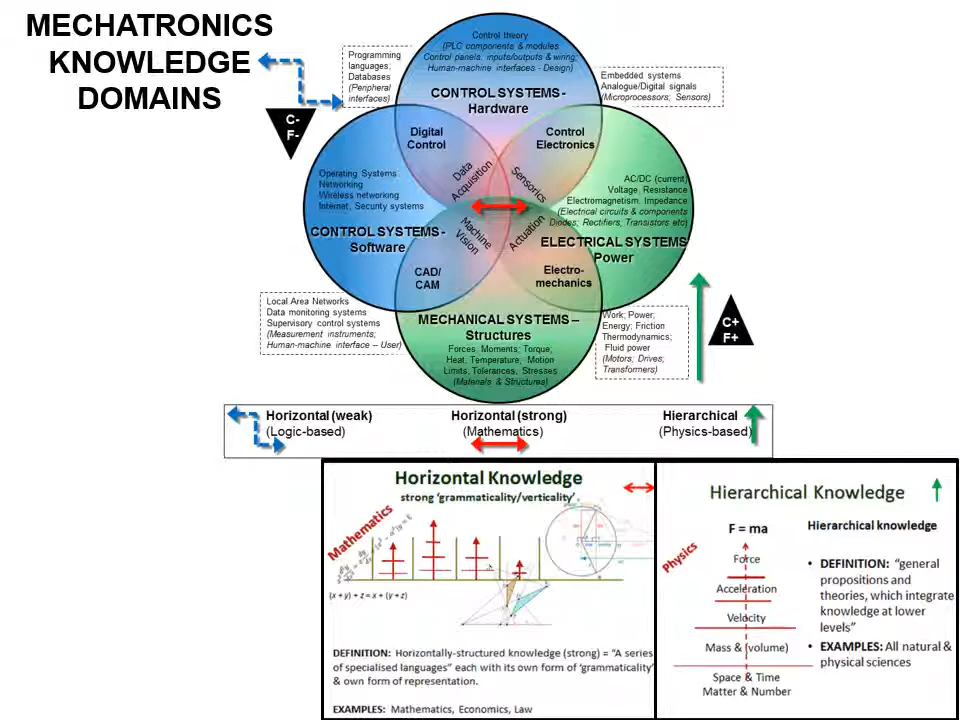 MECHATRONICS
KNOWLEDGE
DOMAINS
C-
F-
Programming
languages;
Databases
(Peripheral
interfaces)
Control theory
(PLC components & modules
Control panels, inputs/outputs & wiring;
Human-machine interfaces - Design)
CONTROL SYSTEMS-
Hardware
Embedded systems
Analogue/Digital signals
(Microprocessors; Sensors)
Digital
Control
Control
Electronics
Data
Acquisition
Sensorics
Operating Systems
Networking
Wireless networking
Internet, Security systems
CONTROL SYSTEMS-
Software
AC/DC (current)
Voltage, Resistance
Electromagnetism. Impedance
(Electrical circuits & components
Diodes; Rectifiers, Transistors etc)
ELECTRICAL SYSTEMS
Power
Machine
Vision
Actuation
CAD/
CAM
Electro-
mechanics
Local Area Networks
Data monitoring systems
Supervisory control systems
(Measurement instruments;
Human-machine interface – User)
MECHANICAL SYSTEMS –
Structures
Forces, Moments; Torque;
Heat, Temperature, Motion
Limits, Tolerances, Stresses
(Materials & Structures)
Work; Power;
Energy; Friction
Thermodynamics;
Fluid power
(Motors; Drives;
Transformers)
C+
F+
Horizontal (weak)
(Logic-based)
Horizontal (strong)
(Mathematics)
Hierarchical
(Physics-based)
Horizontal Knowledge
strong ‘grammaticality/verticality’
Mathematics
(x + y) + z = x + (y + z)
DEFINITION: Horizontally-structured knowledge (strong) = “A series
of specialised languages” each with its own form of ‘grammaticality’
& own form of representation.
EXAMPLES: Mathematics, Economics, Law
Hierarchical Knowledge
Physics
F = ma
Force
Acceleration
Velocity
Mass & (volume)
Space & Time
Matter & Number
Hierarchical knowledge
• DEFINITION: “general
propositions and
theories, which integrate
knowledge at lower
levels”
• EXAMPLES: All natural &
physical sciences